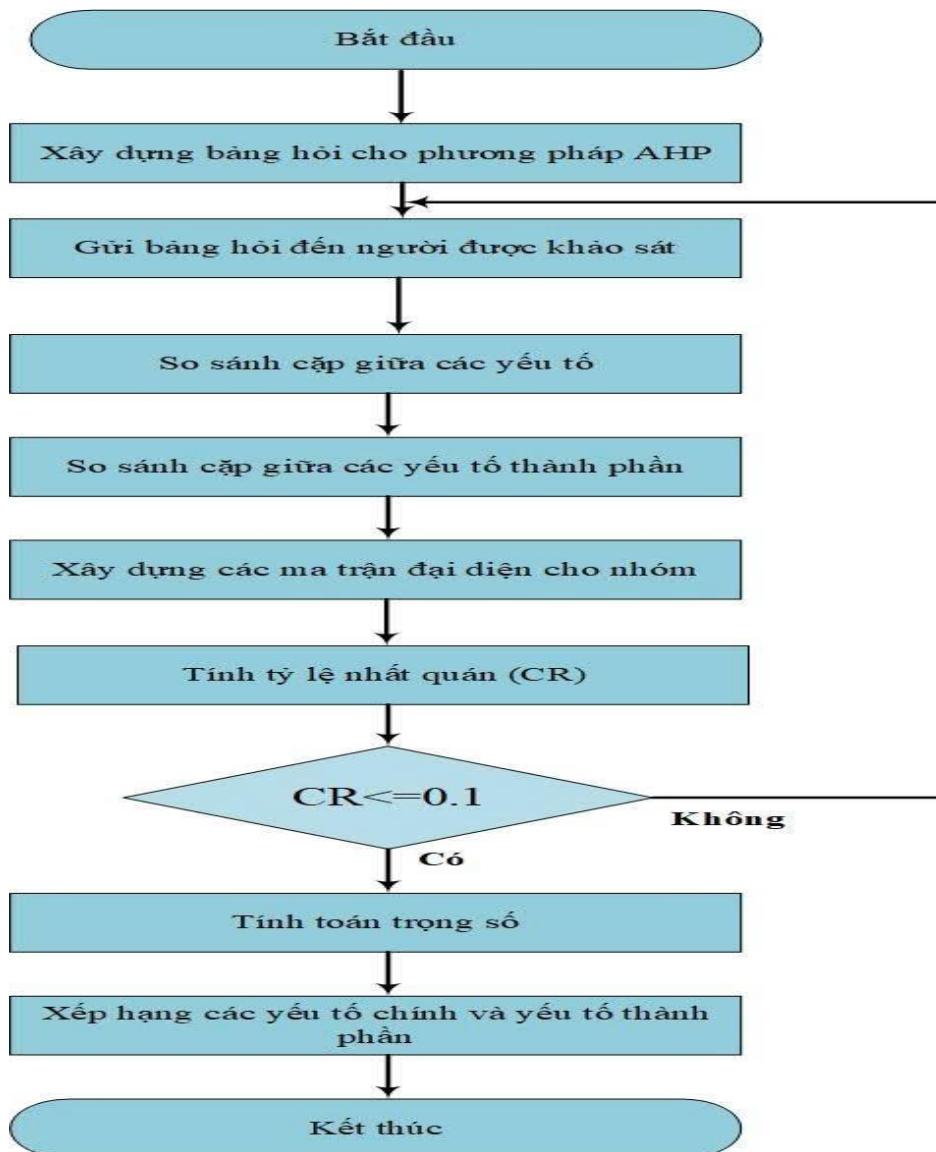 Bắt đầu
Xây dựng bảng hỏi cho phương pháp AHP
Gửi bảng hỏi đến người được khảo sát
So sánh cặp giữa các yếu tố
So sánh cặp giữa các yếu tố thành phần
Xây dựng các ma trận đại diện cho nhóm
Tính tỷ lệ nhất quán (CR)
CR<=0.1
Không
Có
Tính toán trọng số
Xếp hạng các yếu tố chính và yếu tố thành
phần
Kết thúc